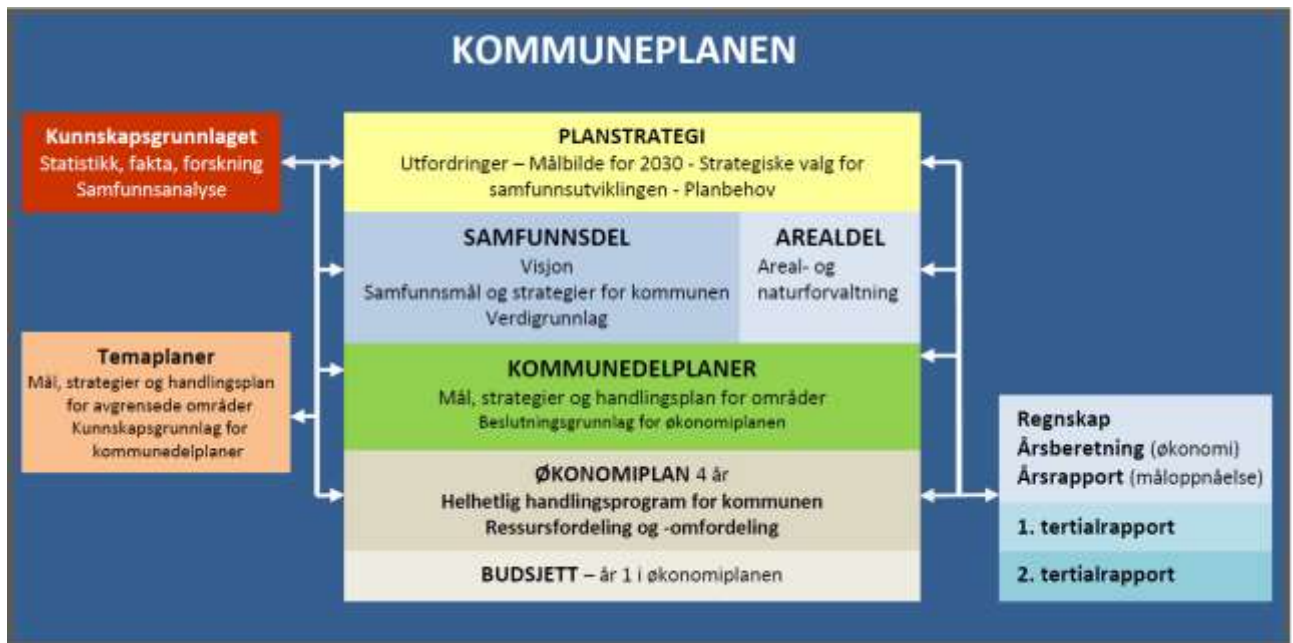 KOMMUNEPLANEN
Kunnskapsgrunnlaget
Statistikk, fakta, forskning
Samfunnsanalyse
PLANSTRATEGI
Utfordringer – Målbilde for 2030 - Strategiske valg for
samfunnsutviklingen - Planbehov
SAMFUNNSDEL
Visjon
Samfunnsmål og strategier for kommunen
Verdigrunnlag
AREALDEL
Areal- og
naturforvaltning
Temaplaner
Mål, strategier og handlingsplan
for avgrensede områder
Kunnskapsgrunnlag for
kommunedelplaner
KOMMUNEDELPLANER
Mål, strategier og handlingsplan for områder
Beslutningsgrunnlag for økonomiplanen
ØKONOMIPLAN 4 år
Helhetlig handlingsprogram for kommunen
Ressursfordeling og -omfordeling
BUDSJETT – år 1 i økonomiplanen
Regnskap
Årsberetning (økonomi)
Årsrapport (måloppnåelse)
1. tertialrapport
2. tertialrapport